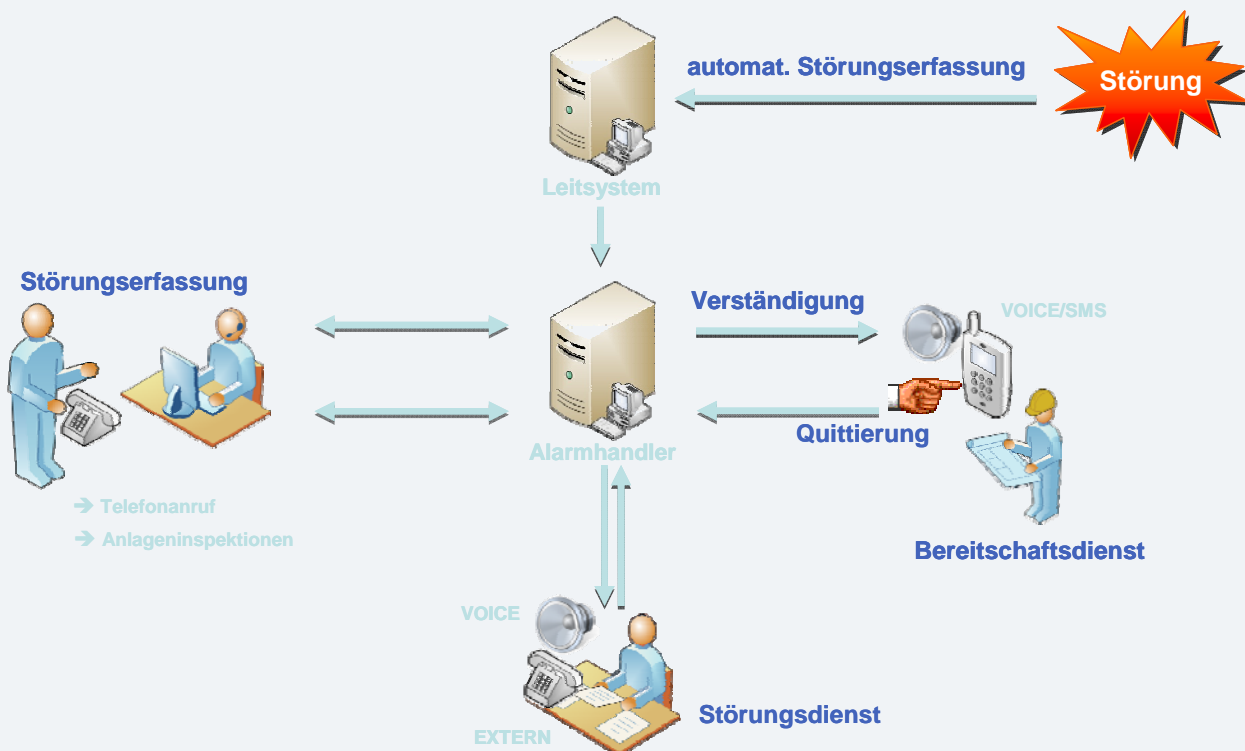 automat. Störungserfassung
Störung
Leitsystem
Störungserfassung
Verständigung
VOICE/SMS
Quittierung
Alarmhandler
➔ Telefonanruf
➔ Anlageninspektionen
Bereitschaftsdienst
VOICE
Störungsdienst
EXTERN